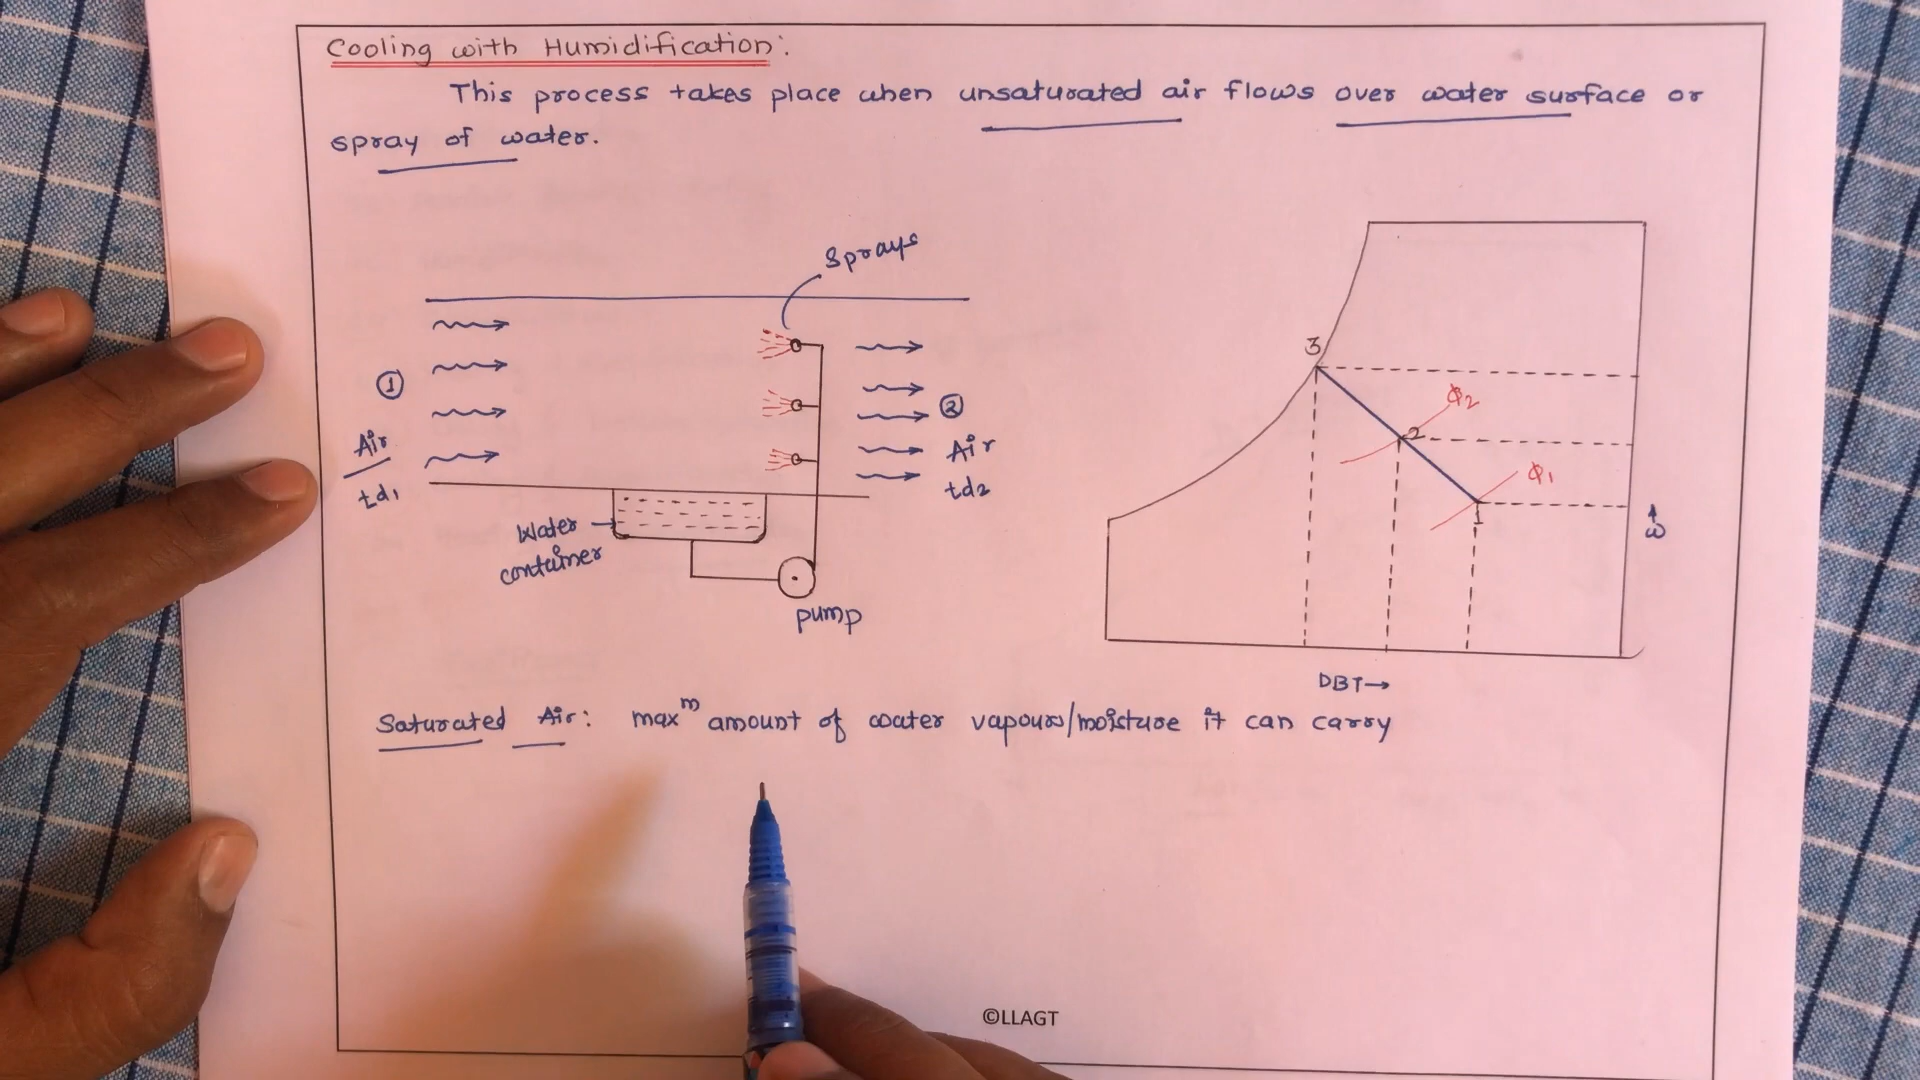 Cooling with Humidification:
This process takes place when unsaturated air flows over water surface or
spray of water.
Sprays
1
Air
td1
2
Air
td2
Water
container
pump
3
ϕ2
2
ϕ1
1
ω
DBT→
Saturated Air: maxm amount of water vapours/moisture it can carry
©LLAGT